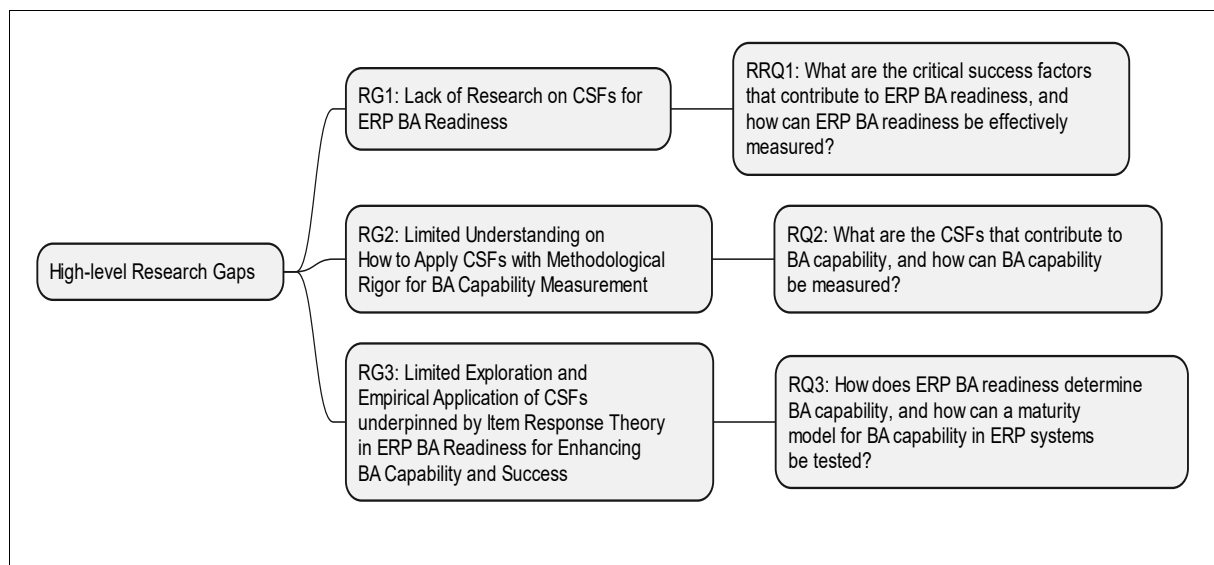 High-level Research Gaps
RG1: Lack of Research on CSFs for
ERP BA Readiness
RRQ1: What are the critical success factors
that contribute to ERP BA readiness, and
how can ERP BA readiness be effectively
measured?
RG2: Limited Understanding on
How to Apply CSFs with Methodological
Rigor for BA Capability Measurement
RQ2: What are the CSFs that contribute to
BA capability, and how can BA capability
be measured?
RG3: Limited Exploration and
Empirical Application of CSFs
underpinned by Item Response Theory
in ERP BA Readiness for Enhancing
BA Capability and Success
RQ3: How does ERP BA readiness determine
BA capability, and how can a maturity
model for BA capability in ERP systems
be tested?